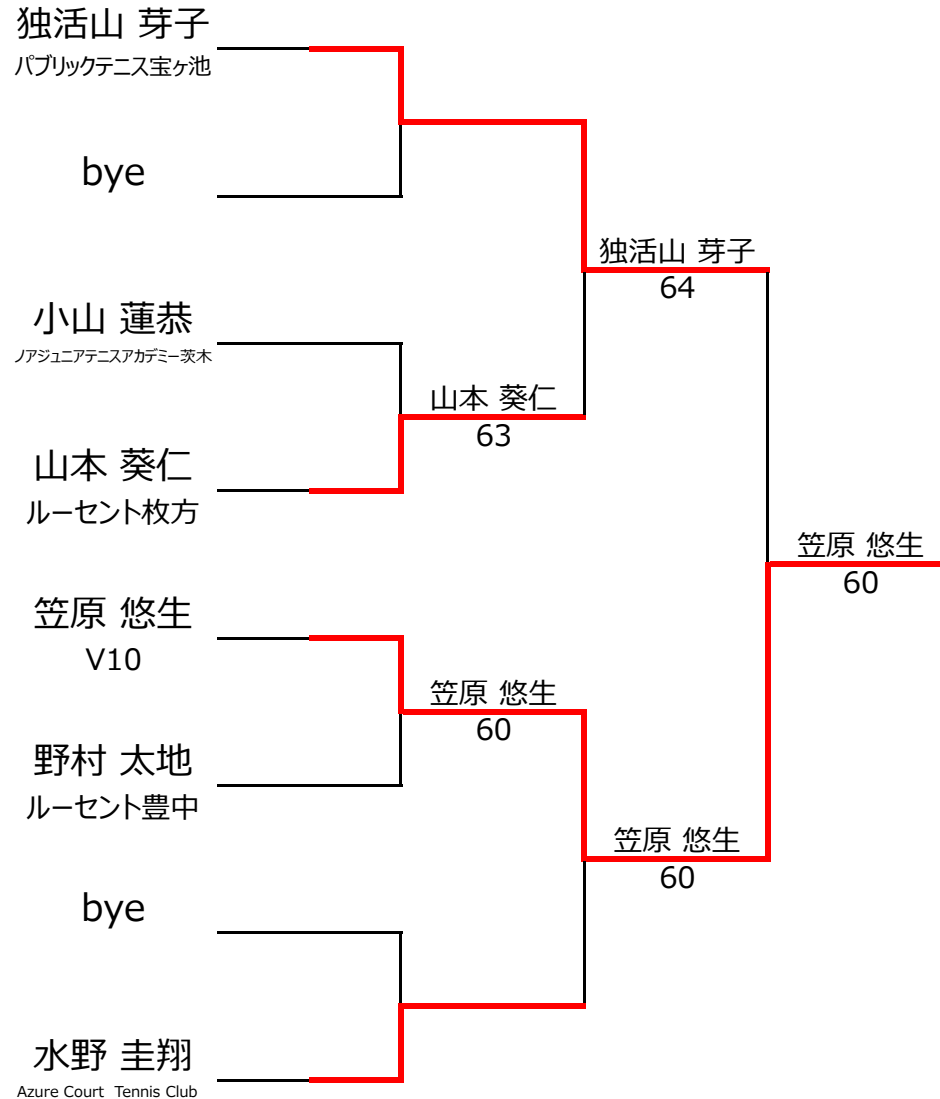 独活山 芽子
パブリックテニス宝ヶ池
bye
独活山 芽子
64
小山 蓮恭
ノアジュニアテニスアカデミー茨木
山本 葵仁
63
山本 葵仁
ルーセント枚方
笠原 悠生
60
笠原 悠生
V10
笠原 悠生
60
野村 太地
ルーセント豊中
笠原 悠生
60
bye
水野 圭翔
Azure Court Tennis Club